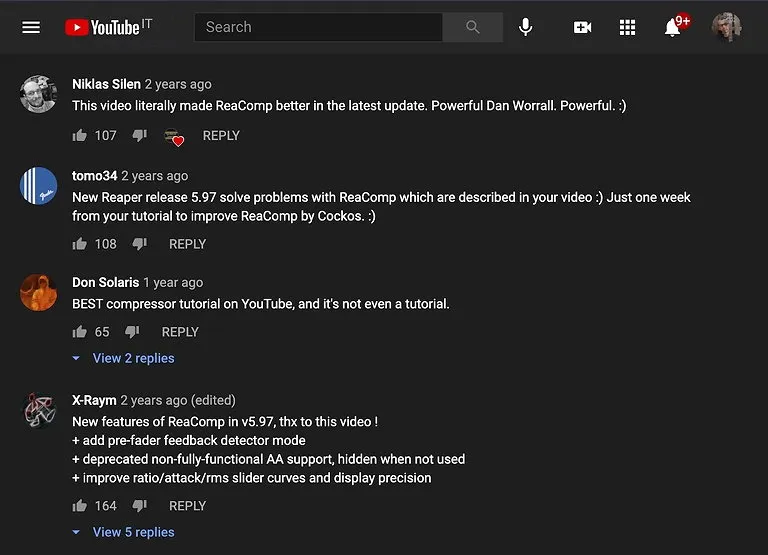 YouTube IT
Search
9+
Niklas Silen 2 years ago
This video literally made ReaComp better in the latest update. Powerful Dan Worrall. Powerful. :)
107 REPLY
tomo34 2 years ago
New Reaper release 5.97 solve problems with ReaComp which are described in your video :) Just one week
from your tutorial to improve ReaComp by Cockos. :)
108 REPLY
Don Solaris 1 year ago
BEST compressor tutorial on YouTube, and it's not even a tutorial.
65 REPLY
View 2 replies
X-Raym 2 years ago (edited)
New features of ReaComp in v5.97, thx to this video !
+ add pre-fader feedback detector mode
+ deprecated non-fully-functional AA support, hidden when not used
+ improve ratio/attack/rms slider curves and display precision
164 REPLY
View 5 replies